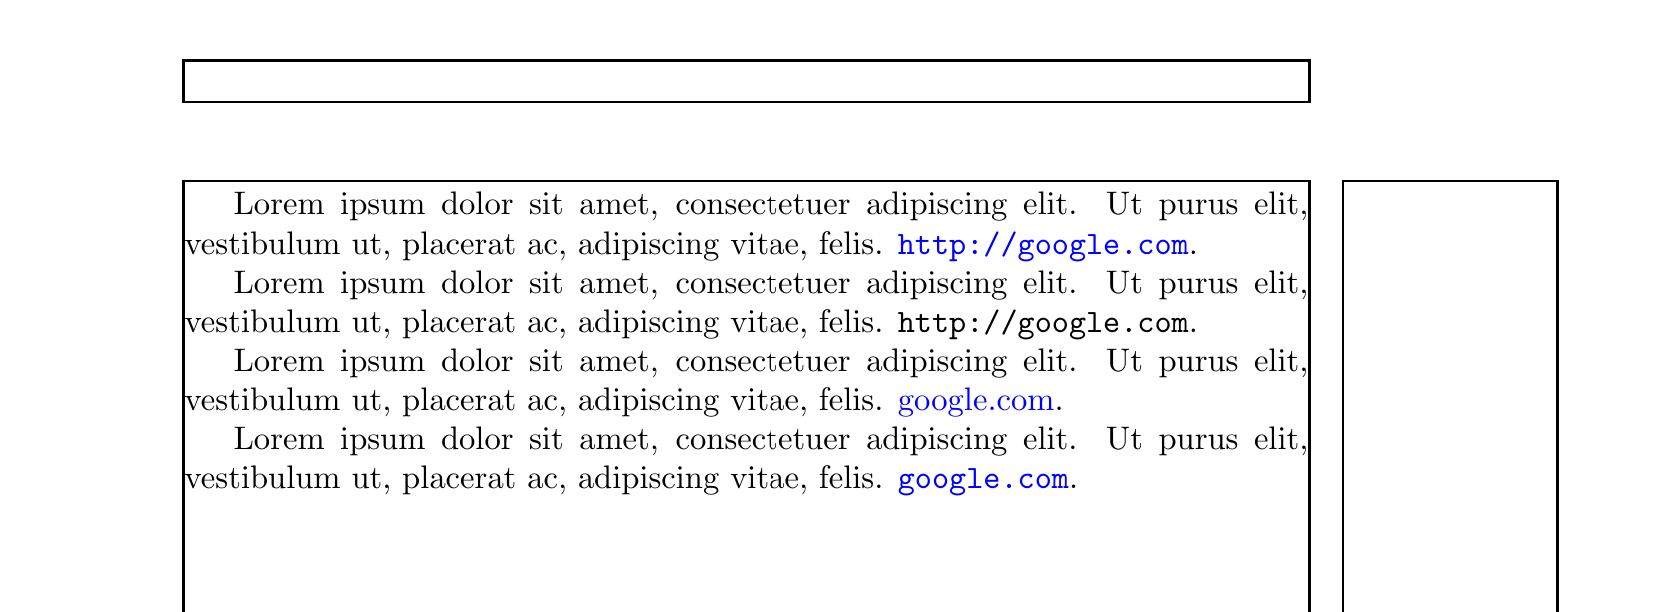 Lorem ipsum dolor sit amet, consectetuer adipiscing elit. Ut purus elit,
vestibulum ut, placerat ac, adipiscing vitae, felis. http://google.com.
Lorem ipsum dolor sit amet, consectetuer adipiscing elit. Ut purus elit,
vestibulum ut, placerat ac, adipiscing vitae, felis. http://google.com.
Lorem ipsum dolor sit amet, consectetuer adipiscing elit. Ut purus elit,
vestibulum ut, placerat ac, adipiscing vitae, felis. google.com.
Lorem ipsum dolor sit amet, consectetuer adipiscing elit. Ut purus elit,
vestibulum ut, placerat ac, adipiscing vitae, felis. google.com.